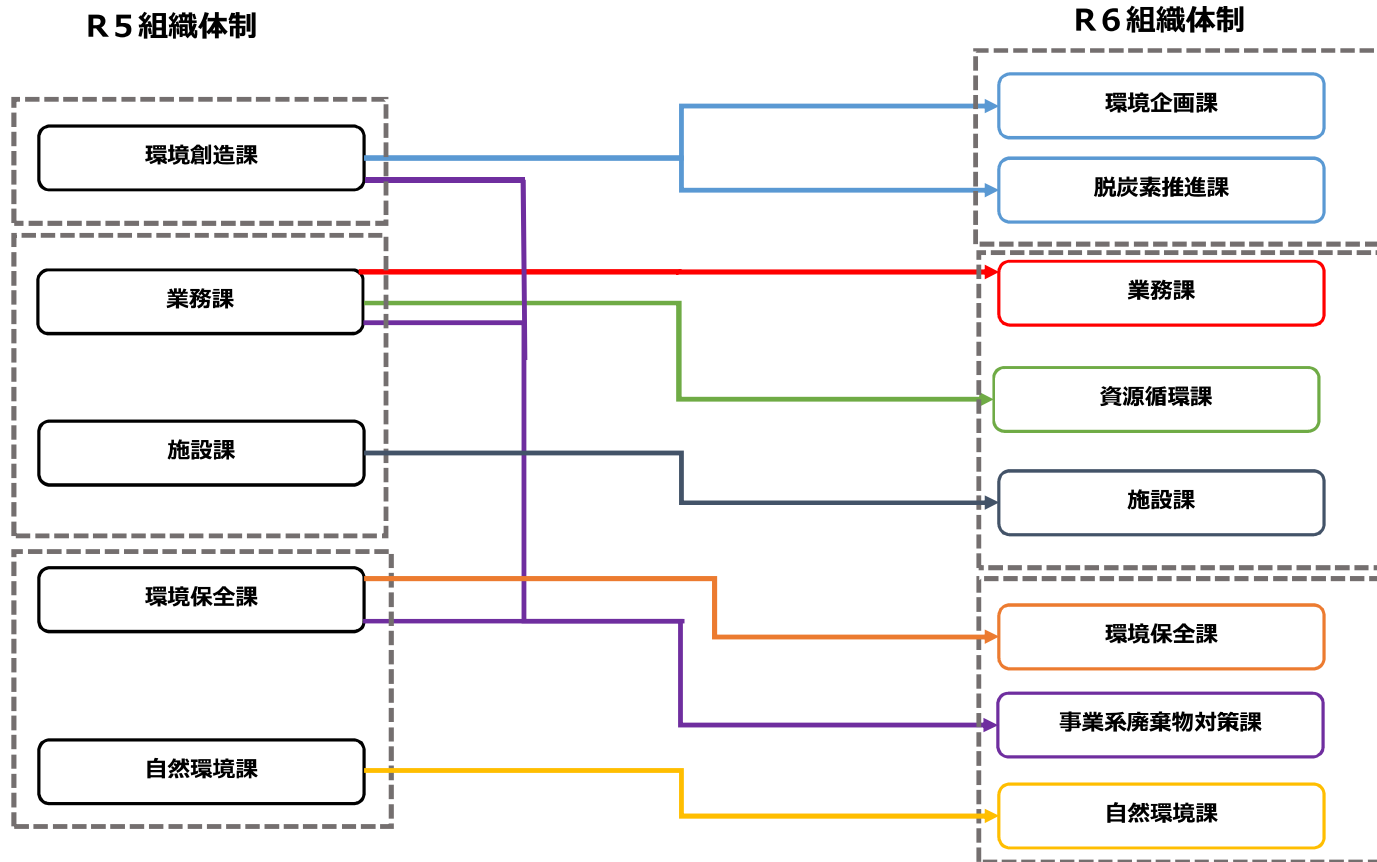 R5組織体制
環境創造課
業務課
施設課
環境保全課
自然環境課
R6組織体制
環境企画課
脱炭素推進課
業務課
資源循環課
施設課
環境保全課
事業系廃棄物対策課
自然環境課